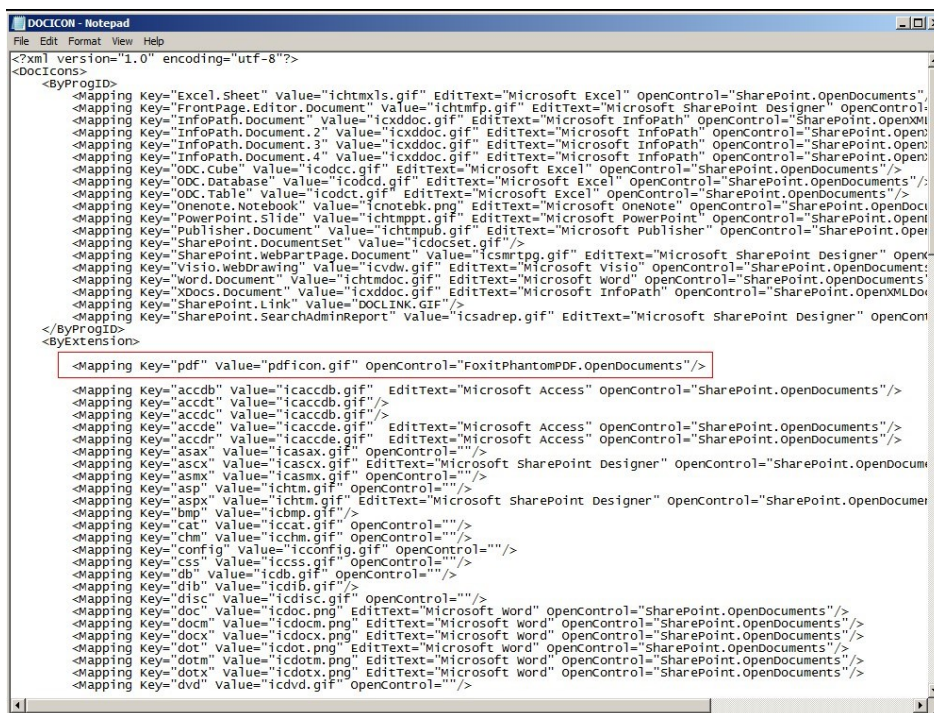 DOCICON - Notepad
File Edit Format View Help
<?xml version="1.0" encoding="utf-8"?>
<DocIcons>
<ByProgID>
<Mapping Key="Excel.Sheet" Value="ichtmxls.gif" EditText="Microsoft Excel" OpenControl="SharePoint.OpenDocuments"/
<Mapping Key="FrontPage.Editor.Document" Value="ichtmfp.gif" EditText="Microsoft SharePoint Designer" OpenControl=
<Mapping Key="InfoPath.Document" Value="icxddoc.gif" EditText="Microsoft InfoPath" OpenControl="SharePoint.OpenXML
<Mapping Key="InfoPath.Document.2" Value="icxddoc.gif" EditText="Microsoft InfoPath" OpenControl="SharePoint.OpenX
<Mapping Key="InfoPath.Document.3" Value="icxddoc.gif" EditText="Microsoft InfoPath" OpenControl="SharePoint.OpenX
<Mapping Key="InfoPath.Document.4" Value="icxddoc.gif" EditText="Microsoft InfoPath" OpenControl="SharePoint.OpenX
<Mapping Key="ODC.Cube" Value="icodcc.gif" EditText="Microsoft Excel" OpenControl="SharePoint.OpenDocuments"/>
<Mapping Key="ODC.Database" Value="icodcd.gif" EditText="Microsoft Excel" OpenControl="SharePoint.OpenDocuments"/>
<Mapping Key="ODC.Table" Value="icodct.gif" EditText="Microsoft Excel" OpenControl="SharePoint.OpenDocuments"/>
<Mapping Key="Onenote.Notebook" Value="icnotebk.png" EditText="Microsoft OneNote" OpenControl="SharePoint.OpenDocu
<Mapping Key="PowerPoint.Slide" Value="ichtmppt.gif" EditText="Microsoft PowerPoint" OpenControl="SharePoint.OpenD
<Mapping Key="Publisher.Document" Value="ichtmpub.gif" EditText="Microsoft Publisher" OpenControl="SharePoint.Open
<Mapping Key="SharePoint.DocumentSet" Value="icdocset.gif"/>
<Mapping Key="SharePoint.WebPartPage.Document" Value="icsmrtpg.gif" EditText="Microsoft SharePoint Designer" OpenC
<Mapping Key="Visio.WebDrawing" Value="icvdw.gif" EditText="Microsoft Visio" OpenControl="SharePoint.OpenDocuments
<Mapping Key="Word.Document" Value="ichtmdoc.gif" EditText="Microsoft Word" OpenControl="SharePoint.OpenDocuments
<Mapping Key="XDocs.Document" Value="icxddoc.gif" EditText="Microsoft InfoPath" OpenControl="SharePoint.OpenXMLDoc
<Mapping Key="SharePoint.Link" Value="DOCLINK.GIF"/>
<Mapping Key="SharePoint.SearchAdminReport" Value="icsadrep.gif" EditText="Microsoft SharePoint Designer" OpenCont
</ByProgID>
<ByExtension>
<Mapping Key="pdf" Value="pdficon.gif" OpenControl="FoxitPhantomPDF.OpenDocuments"/>
<Mapping Key="accdb" Value="icaccdb.gif" EditText="Microsoft Access" OpenControl="SharePoint.OpenDocuments"/>
<Mapping Key="accdt" Value="icaccdb.gif"/>
<Mapping Key="accdc" Value="icaccdb.gif"/>
<Mapping Key="accde" Value="icaccde.gif" EditText="Microsoft Access" OpenControl="SharePoint.OpenDocuments"/>
<Mapping Key="accdr" Value="icaccde.gif" EditText="Microsoft Access" OpenControl="SharePoint.OpenDocuments"/>
<Mapping Key="asax" Value="icasax.gif" OpenControl=""/>
<Mapping Key="ascx" Value="icascx.gif" EditText="Microsoft SharePoint Designer" OpenControl="SharePoint.OpenDocume
<Mapping Key="asmx" Value="icasmx.gif" OpenControl=""/>
<Mapping Key="asp" Value="ichtm.gif" OpenControl=""/>
<Mapping Key="aspx" Value="ichtm.gif" EditText="Microsoft SharePoint Designer" OpenControl="SharePoint.OpenDocumen
<Mapping Key="bmp" Value="icbmp.gif"/>
<Mapping Key="cat" Value="iccat.gif" OpenControl=""/>
<Mapping Key="chm" Value="icchm.gif" OpenControl=""/>
<Mapping Key="config" Value="icconfig.gif" OpenControl=""/>
<Mapping Key="css" Value="iccss.gif" OpenControl=""/>
<Mapping Key="db" Value="icdb.gif" OpenControl=""/>
<Mapping Key="dib" Value="icdib.gif"/>
<Mapping Key="disc" Value="icdisc.gif" OpenControl=""/>
<Mapping Key="doc" Value="icdoc.png" EditText="Microsoft Word" OpenControl="SharePoint.OpenDocuments"/>
<Mapping Key="docm" Value="icdocm.png" EditText="Microsoft Word" OpenControl="SharePoint.OpenDocuments"/>
<Mapping Key="docx" Value="icdocx.png" EditText="Microsoft Word" OpenControl="SharePoint.OpenDocuments"/>
<Mapping Key="dot" Value="icdot.png" EditText="Microsoft Word" OpenControl="SharePoint.OpenDocuments"/>
<Mapping Key="dotm" Value="icdotm.png" EditText="Microsoft Word" OpenControl="SharePoint.OpenDocuments"/>
<Mapping Key="dotx" Value="icdotx.png" EditText="Microsoft Word" OpenControl="SharePoint.OpenDocuments"/>
<Mapping Key="dvd" Value="icdvd.gif" OpenControl=""/>